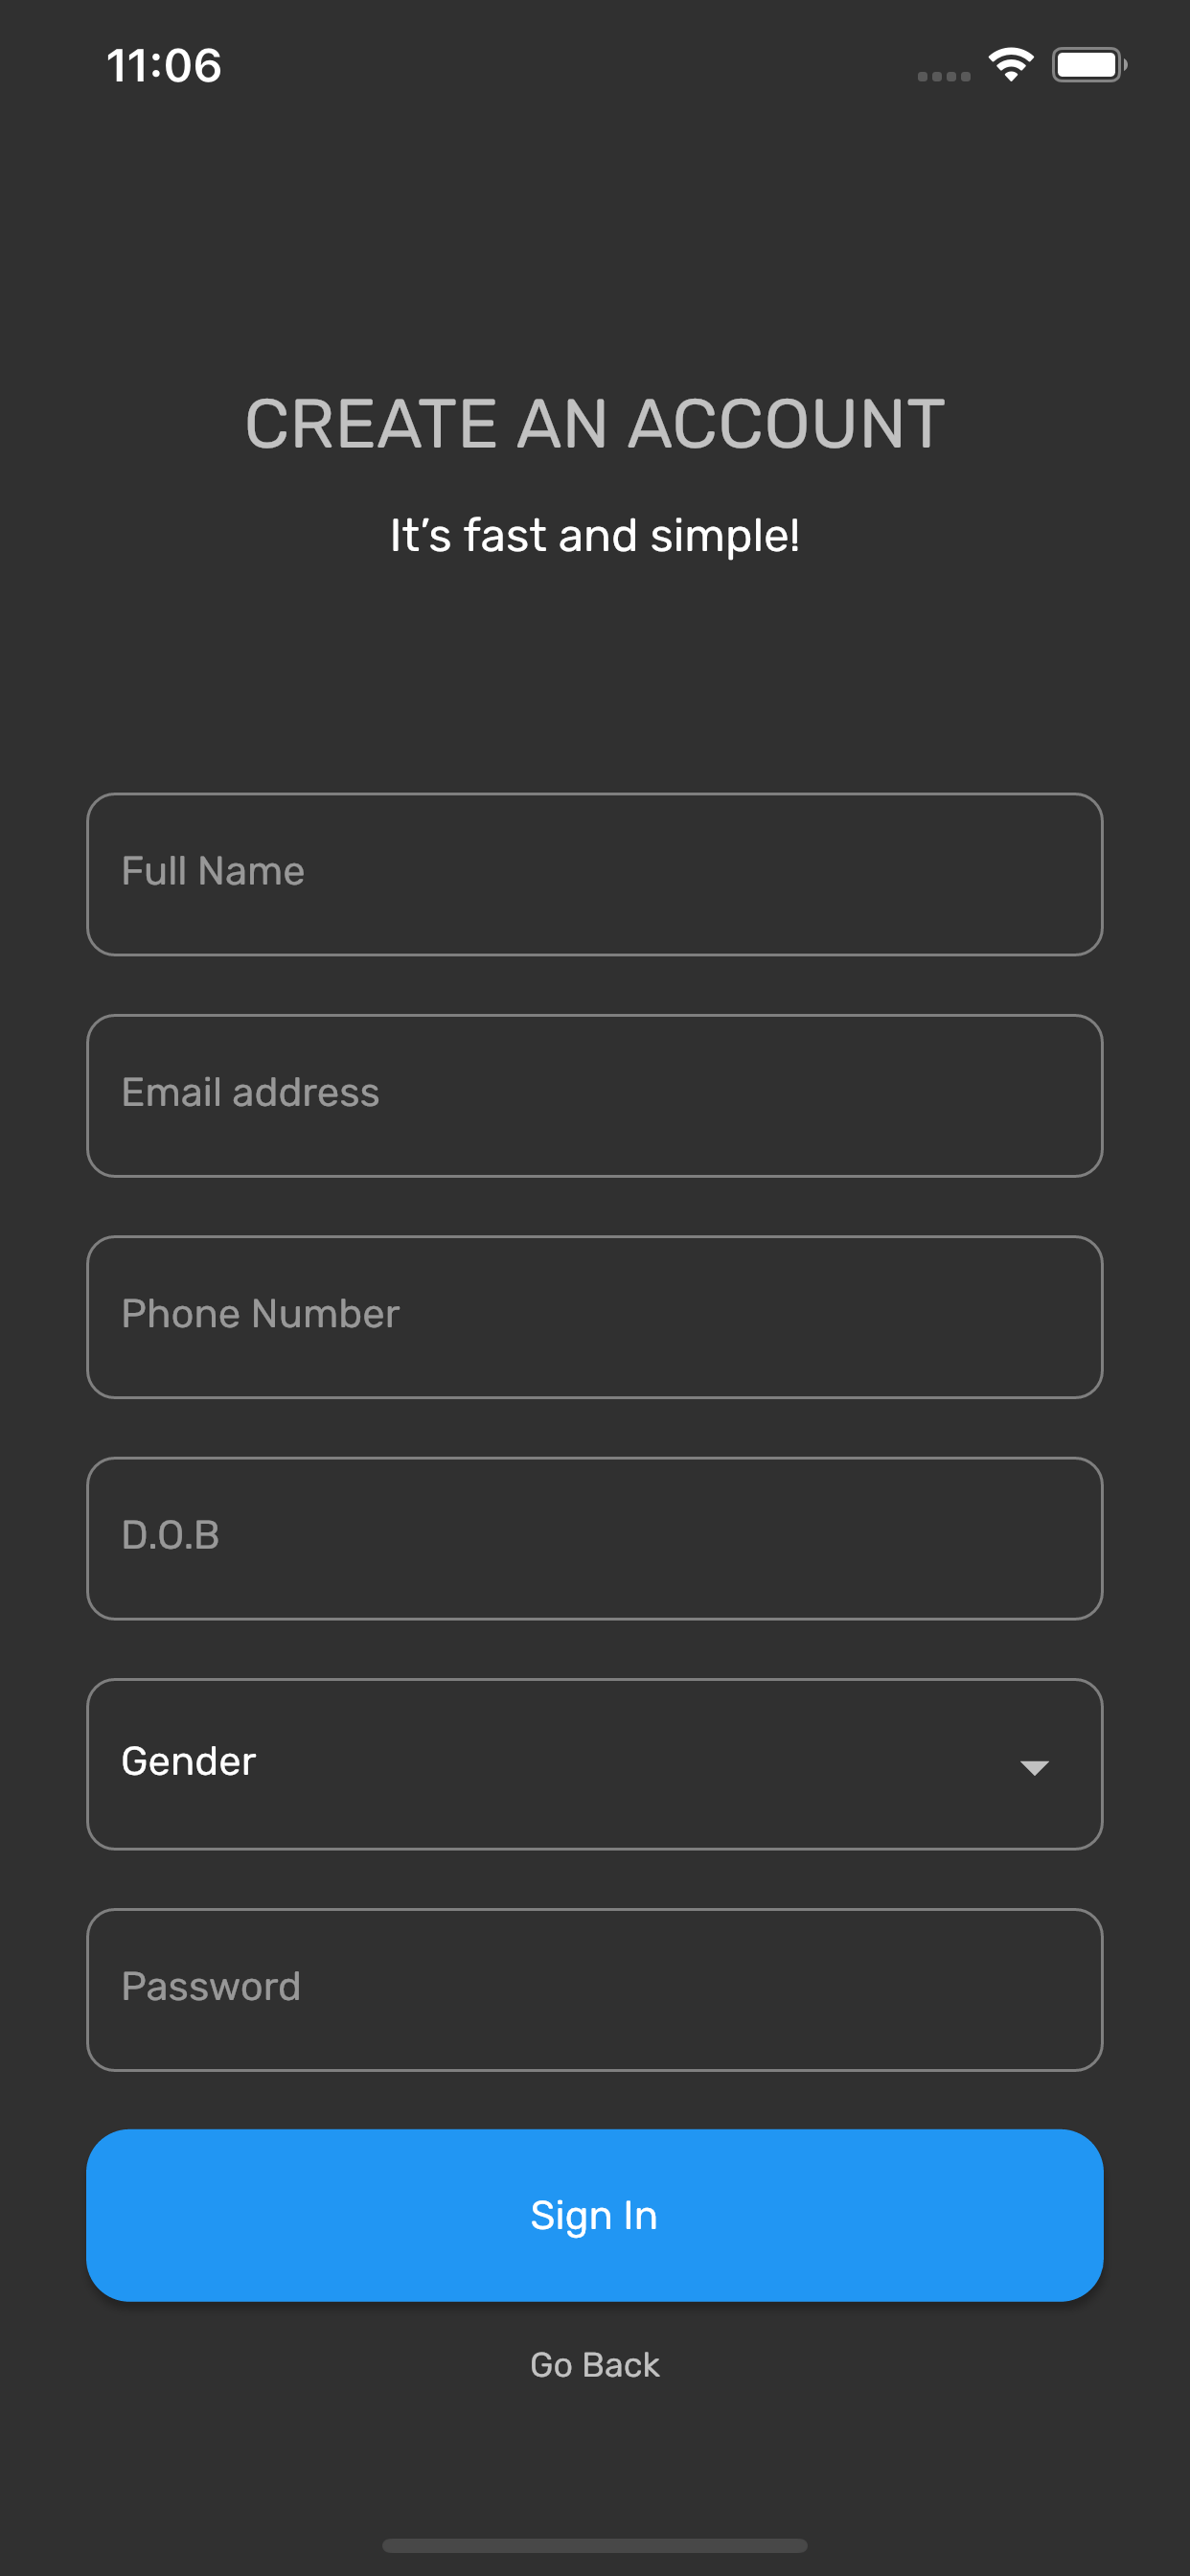 11:06
CREATE AN ACCOUNT
It’s fast and simple!
Full Name
Email address
Phone Number
D.O.B
Gender
Password
Sign In
Go Back